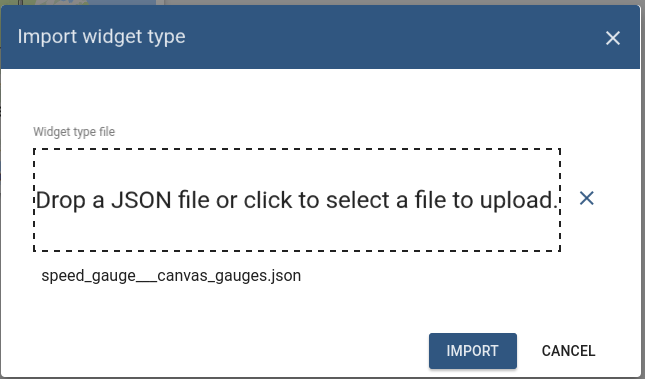 Import widget type
Widget type file
Drop a JSON file or click to select a file to upload.
speed_gauge___canvas_gauges.json
IMPORT
CANCEL